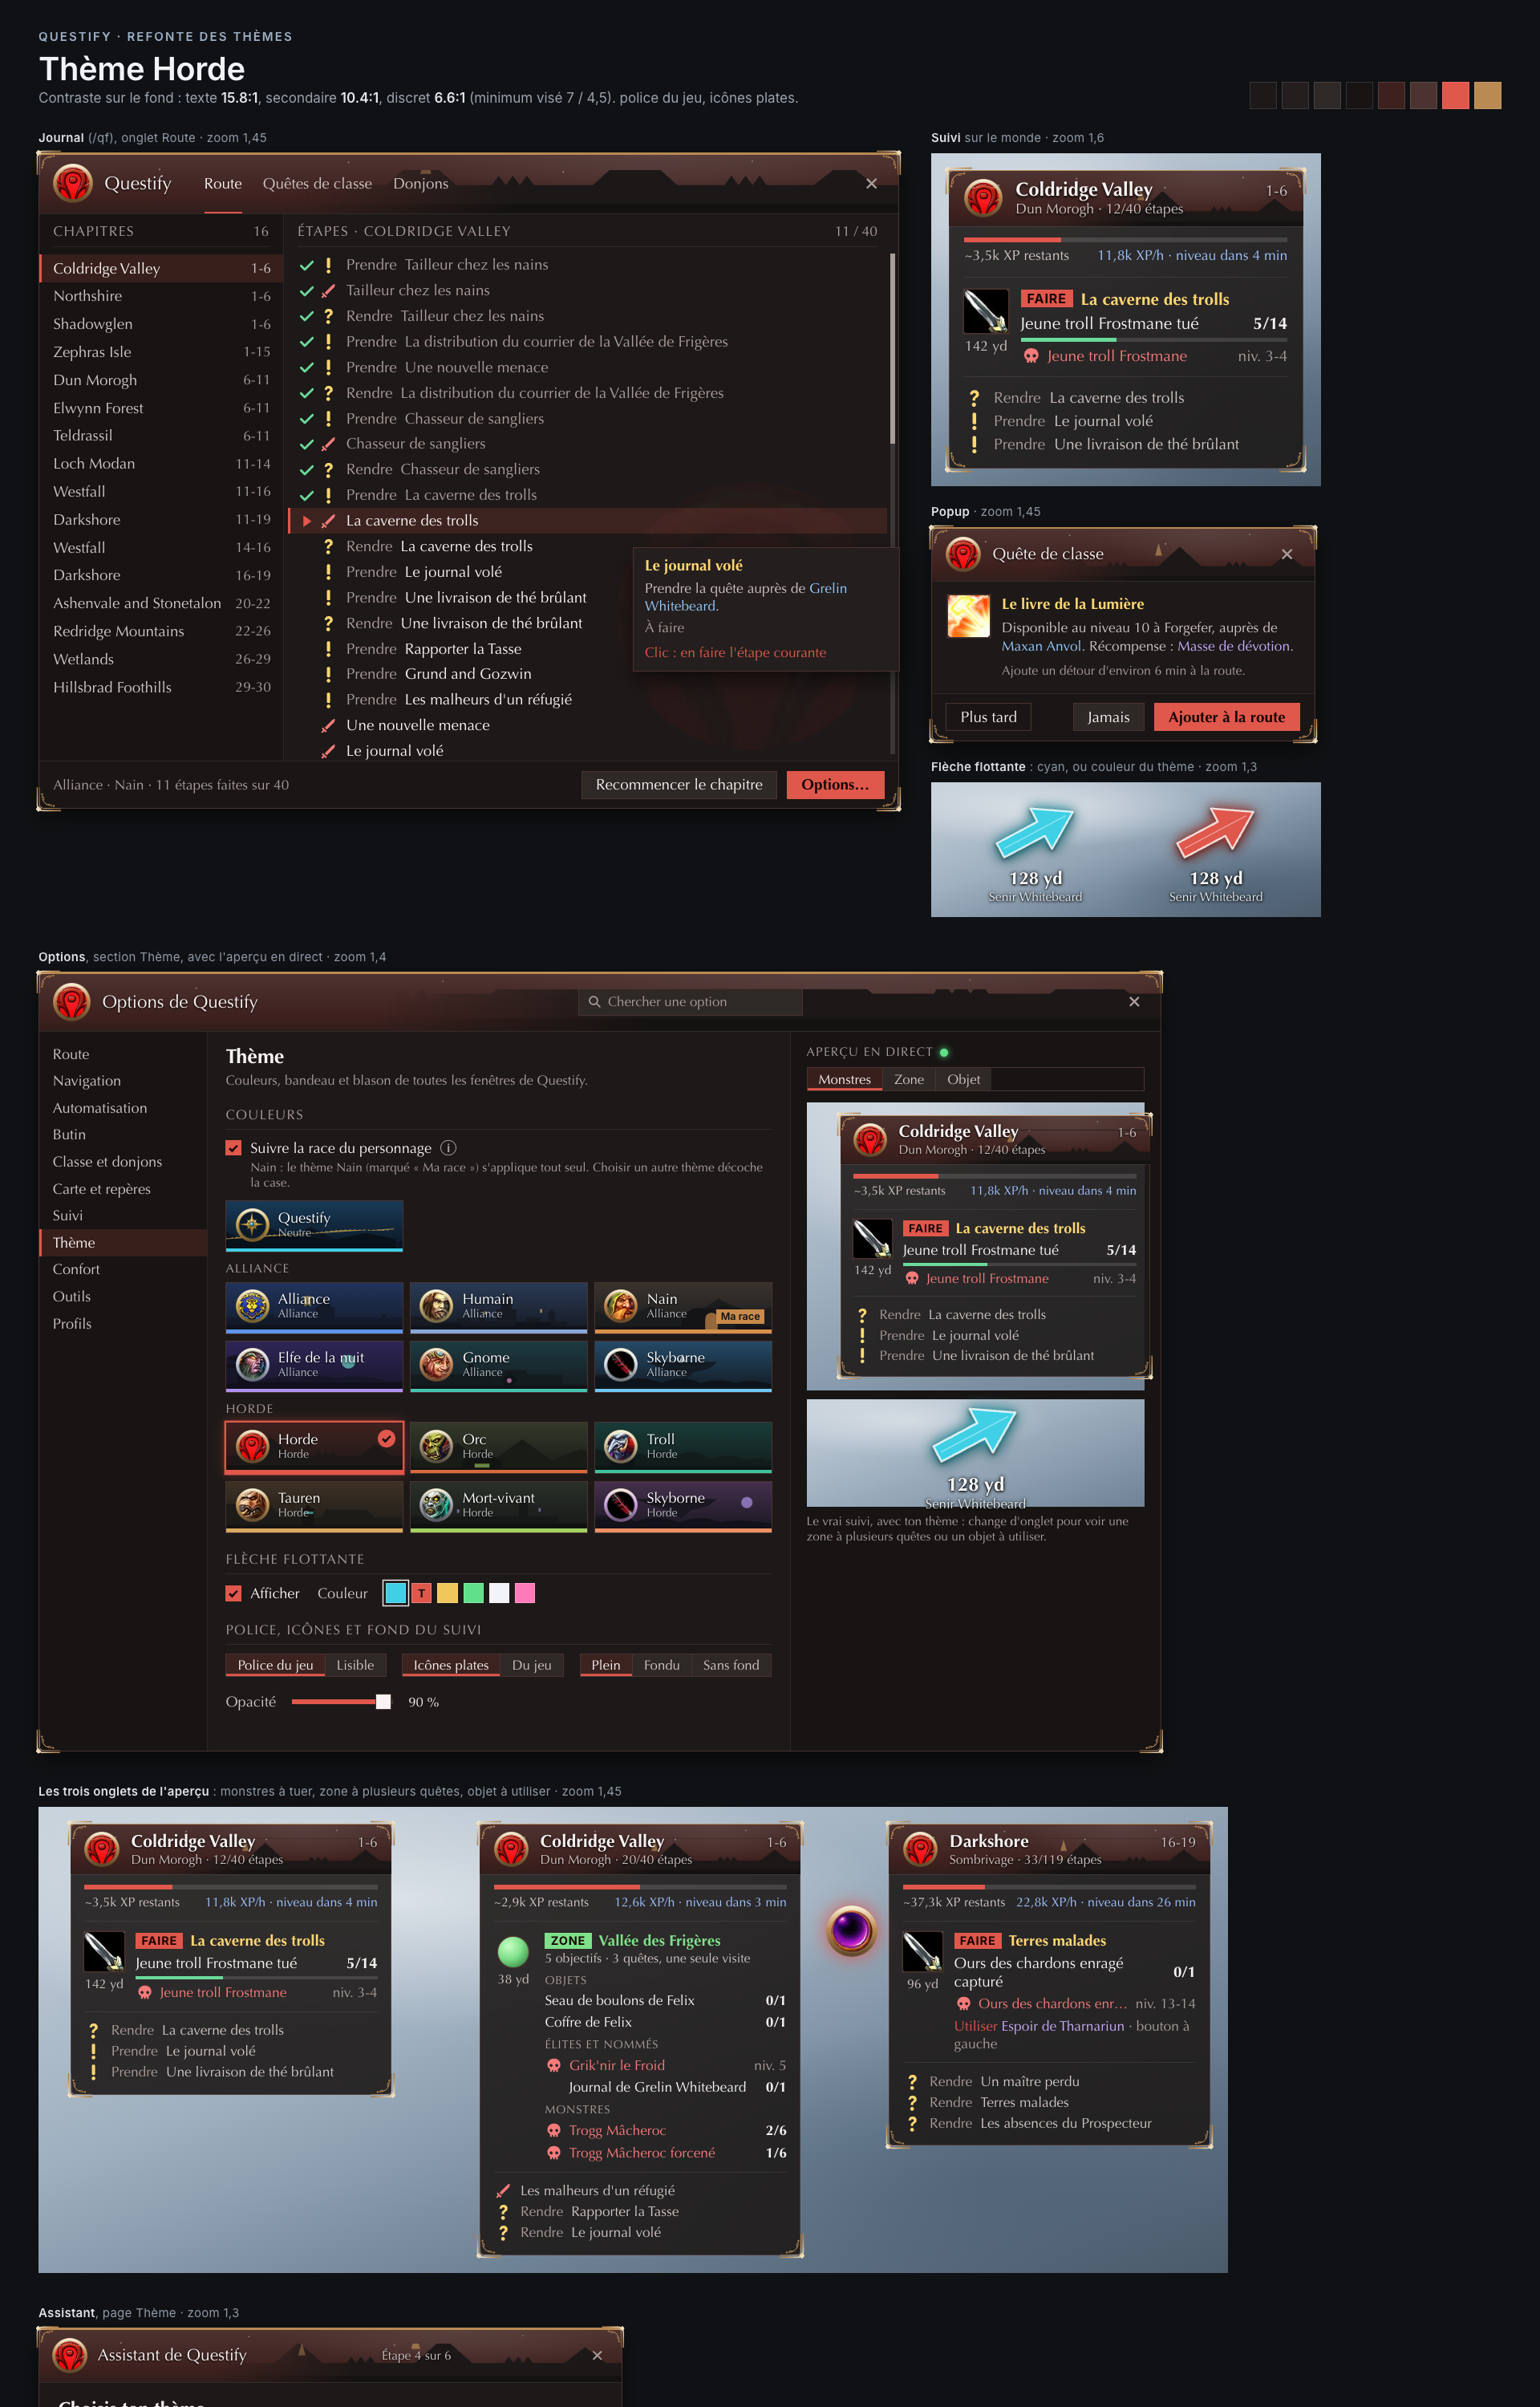 QUESTIFY · REFONTE DES THÈMES
Thème Horde
Contraste sur le fond : texte 15.8:1, secondaire 10.4:1, discret 6.6:1 (minimum visé 7 / 4,5). police du jeu, icônes plates.
Journal (/qf), onglet Route · zoom 1,45
Questify
Route
Quêtes de classe
Donjons
CHAPITRES 16
Coldridge Valley 1-6
Northshire 1-6
Shadowglen 1-6
Zephras Isle 1-15
Dun Morogh 6-11
Elwynn Forest 6-11
Teldrassil 6-11
Loch Modan 11-14
Westfall 11-16
Darkshore 11-19
Westfall 14-16
Darkshore 16-19
Ashenvale and Stonetalon 20-22
Redridge Mountains 22-26
Wetlands 26-29
Hillsbrad Foothills 29-30
ÉTAPES · COLDRIDGE VALLEY 11 / 40
Prendre Tailleur chez les nains
Tailleur chez les nains
Rendre Tailleur chez les nains
Prendre La distribution du courrier de la Vallée de Frigères
Prendre Une nouvelle menace
Rendre La distribution du courrier de la Vallée de Frigères
Prendre Chasseur de sangliers
Chasseur de sangliers
Rendre Chasseur de sangliers
Prendre La caverne des trolls
La caverne des trolls
Rendre La caverne des trolls
Prendre Le journal volé
Prendre Une livraison de thé brûlant
Rendre Une livraison de thé brûlant
Prendre Rapporter la Tasse
Prendre Grund and Gozwin
Prendre Les malheurs d'un réfugié
Une nouvelle menace
Le journal volé
Le journal volé
Prendre la quête auprès de Grelin
Whitebeard.
À faire
Clic : en faire l'étape courante
Alliance · Nain · 11 étapes faites sur 40
Recommencer le chapitre
Options…
Suivi sur le monde · zoom 1,6
Coldridge Valley 1-6
Dun Morogh · 12/40 étapes
~3,5k XP restants 11,8k XP/h · niveau dans 4 min
FAIRE La caverne des trolls
Jeune troll Frostmane tué 5/14
142 yd
Jeune troll Frostmane niv. 3-4
Rendre La caverne des trolls
Prendre Le journal volé
Prendre Une livraison de thé brûlant
Popup · zoom 1,45
Quête de classe
Le livre de la Lumière
Disponible au niveau 10 à Forgefer, auprès de
Maxan Anvol. Récompense : Masse de dévotion.
Ajoute un détour d'environ 6 min à la route.
Plus tard
Jamais
Ajouter à la route
Flèche flottante : cyan, ou couleur du thème · zoom 1,3
128 yd
Senir Whitebeard
128 yd
Senir Whitebeard
Options, section Thème, avec l'aperçu en direct · zoom 1,4
Options de Questify
Chercher une option
Route
Navigation
Automatisation
Butin
Classe et donjons
Carte et repères
Suivi
Thème
Confort
Outils
Profils
Thème
Couleurs, bandeau et blason de toutes les fenêtres de Questify.
COULEURS
Suivre la race du personnage i
Nain : le thème Nain (marqué « Ma race ») s'applique tout seul. Choisir un autre thème décoche
la case.
Questify
Neutre
ALLIANCE
Alliance
Alliance
Humain
Alliance
Nain
Alliance
Ma race
Elfe de la nuit
Alliance
Gnome
Alliance
Skyborne
Alliance
HORDE
Horde
Horde
Orc
Horde
Troll
Horde
Tauren
Horde
Mort-vivant
Horde
Skyborne
Horde
FLÈCHE FLOTTANTE
Afficher Couleur T
POLICE, ICÔNES ET FOND DU SUIVI
Police du jeu Lisible Icônes plates Du jeu Plein Fondu Sans fond
Opacité 90 %
APERÇU EN DIRECT
Monstres Zone Objet
Coldridge Valley 1-6
Dun Morogh · 12/40 étapes
~3,5k XP restants 11,8k XP/h · niveau dans 4 min
FAIRE La caverne des trolls
Jeune troll Frostmane tué 5/14
142 yd
Jeune troll Frostmane niv. 3-4
Rendre La caverne des trolls
Prendre Le journal volé
Prendre Une livraison de thé brûlant
128 yd
Senir Whitebeard
Le vrai suivi, avec ton thème : change d'onglet pour voir une
zone à plusieurs quêtes ou un objet à utiliser.
Les trois onglets de l'aperçu : monstres à tuer, zone à plusieurs quêtes, objet à utiliser · zoom 1,45
Coldridge Valley 1-6
Dun Morogh · 12/40 étapes
~3,5k XP restants 11,8k XP/h · niveau dans 4 min
FAIRE La caverne des trolls
Jeune troll Frostmane tué 5/14
142 yd
Jeune troll Frostmane niv. 3-4
Rendre La caverne des trolls
Prendre Le journal volé
Prendre Une livraison de thé brûlant
Coldridge Valley 1-6
Dun Morogh · 20/40 étapes
~2,9k XP restants 12,6k XP/h · niveau dans 3 min
ZONE Vallée des Frigères
5 objectifs · 3 quêtes, une seule visite
38 yd
OBJETS
Seau de boulons de Felix 0/1
Coffre de Felix 0/1
ÉLITES ET NOMMÉS
Grik'nir le Froid niv. 5
Journal de Grelin Whitebeard 0/1
MONSTRES
Trogg Mâcheroc 2/6
Trogg Mâcheroc forcené 1/6
Les malheurs d'un réfugié
Rendre Rapporter la Tasse
Rendre Le journal volé
Darkshore 16-19
Sombrivage · 33/119 étapes
~37,3k XP restants 22,8k XP/h · niveau dans 26 min
FAIRE Terres malades
Ours des chardons enragé
capturé 0/1
96 yd
Ours des chardons enr… niv. 13-14
Utiliser Espoir de Tharnariun · bouton à
gauche
Rendre Un maître perdu
Rendre Terres malades
Rendre Les absences du Prospecteur
Assistant, page Thème · zoom 1,3
Assistant de Questify
Étape 4 sur 6